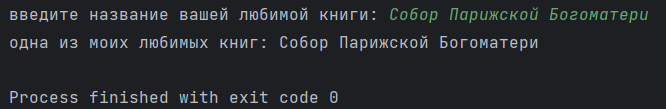 введите название вашей любимой книги: Собор Парижской Богоматери
одна из моих любимых книг: Собор Парижской Богоматери
Process finished with exit code 0